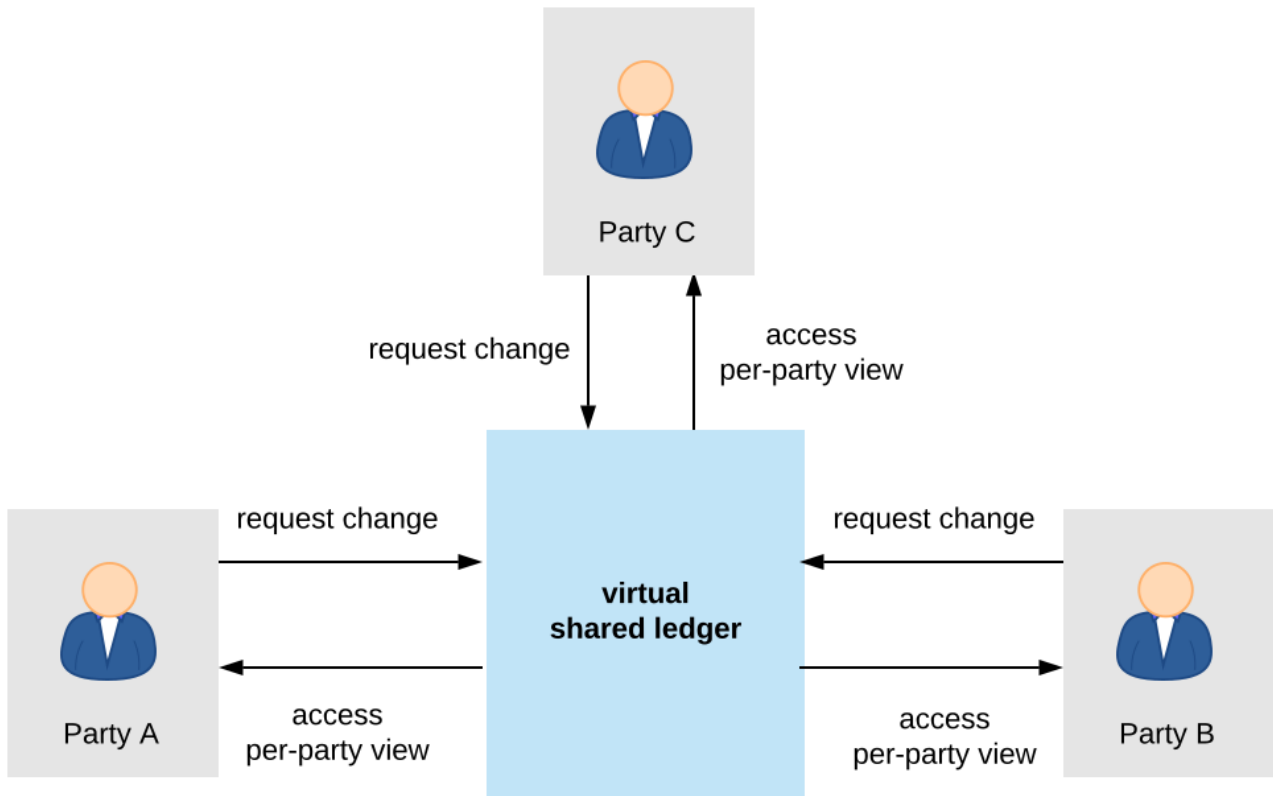 Party C
request change
access
per-party view
request change
request change
virtual
shared ledger
access
per-party view
access
per-party view
Party A
Party B